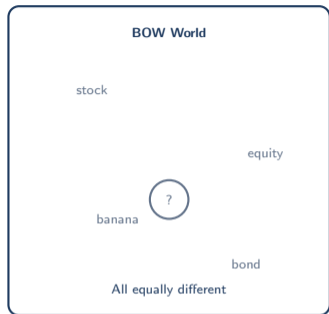 BOW World
stock
equity
?
banana
bond
All equally different